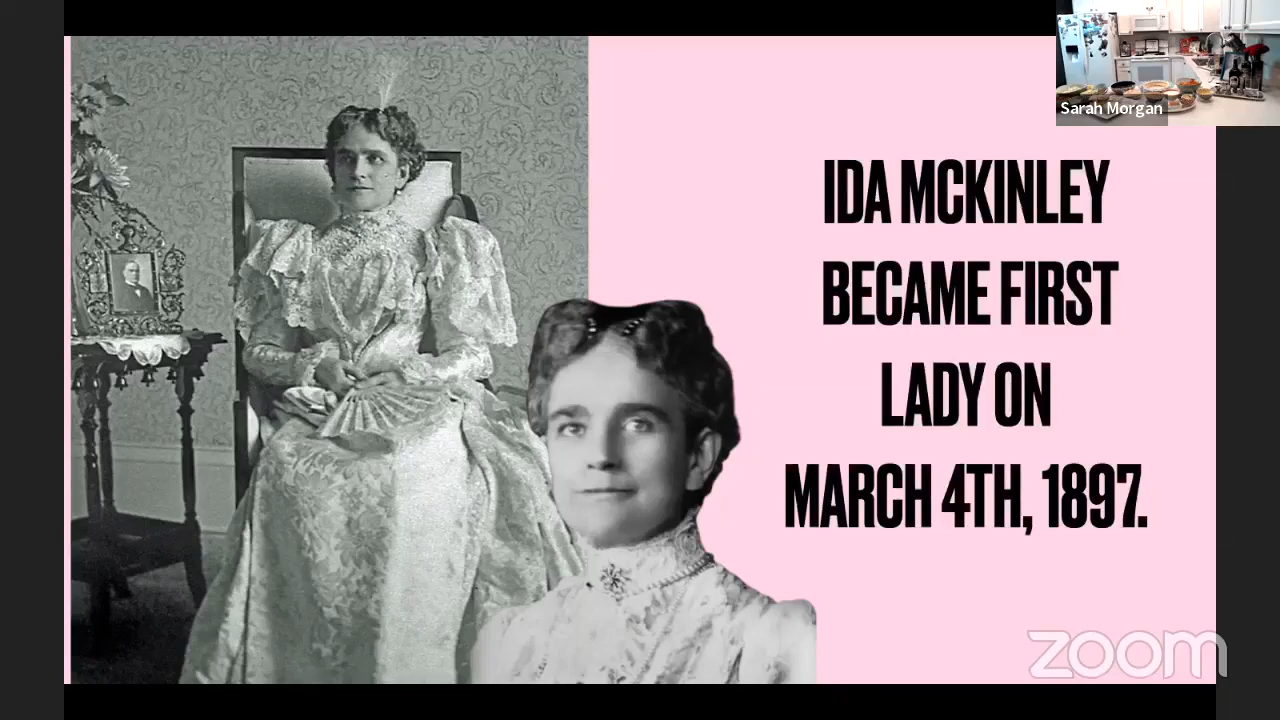 Sarah Morgan
IDA MCKINLEY
BECAME FIRST
LADY ON
MARCH 4TH, 1897.
zoom